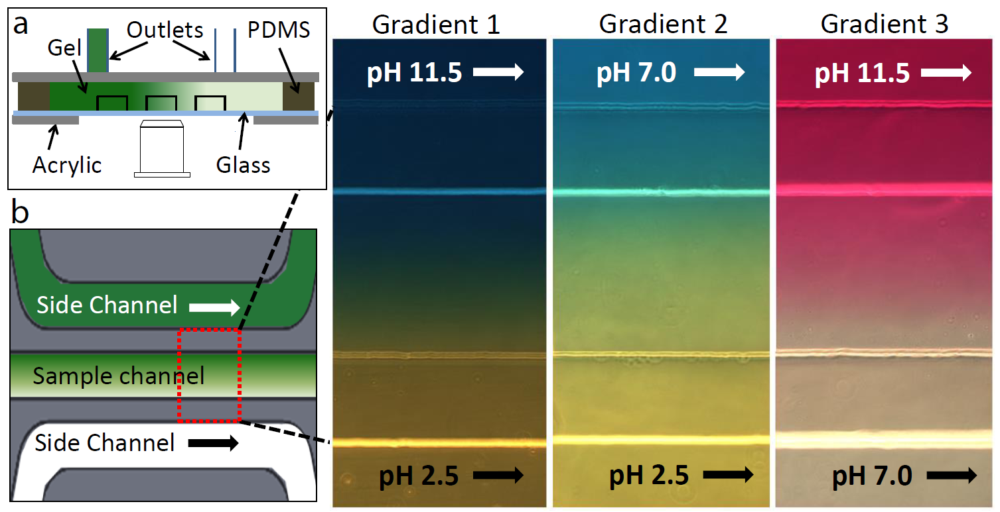 a
Outlets
PDMS
Gel
Acrylic
Glass
b
Side Channel
Sample channel
Side Channel
Gradient 1
Gradient 2
Gradient 3
pH 11.5
pH 7.0
pH 11.5
pH 2.5
pH 2.5
pH 7.0